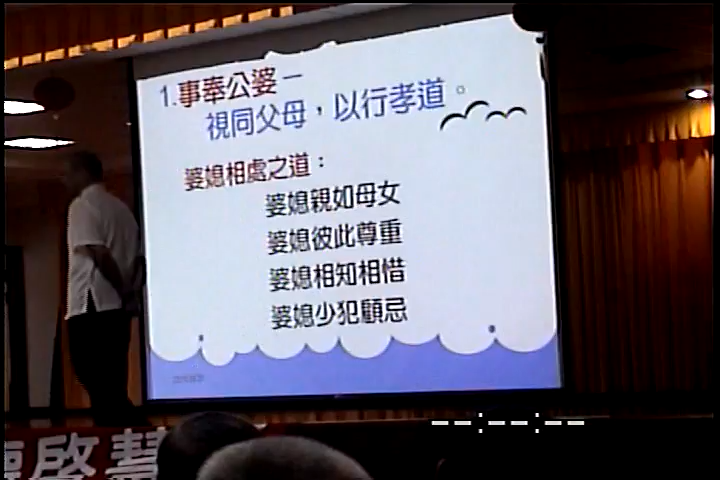 1.事奉公婆－
視同父母，以行孝道。
婆媳相處之道：
婆媳親如母女
婆媳彼此尊重
婆媳相知相惜
婆媳少犯顧忌
--:--:--
啓慧